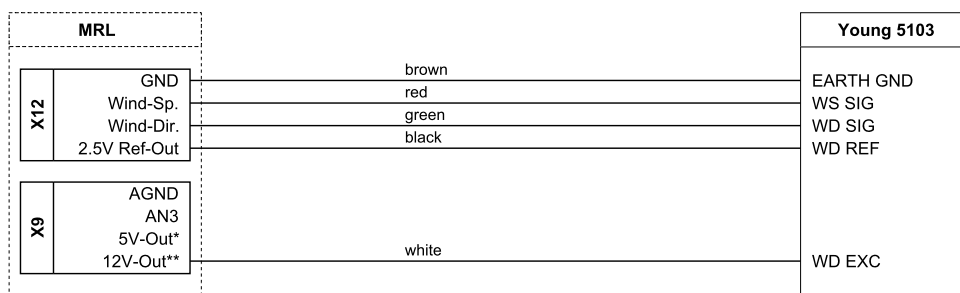 MRL
Young 5103
brown
GND
EARTH GND
red
Wind-Sp.
WS SIG
X12
green
Wind-Dir.
WD SIG
black
2.5V Ref-Out
WD REF
AGND
AN3
X9
5V-Out*
white
12V-Out**
WD EXC